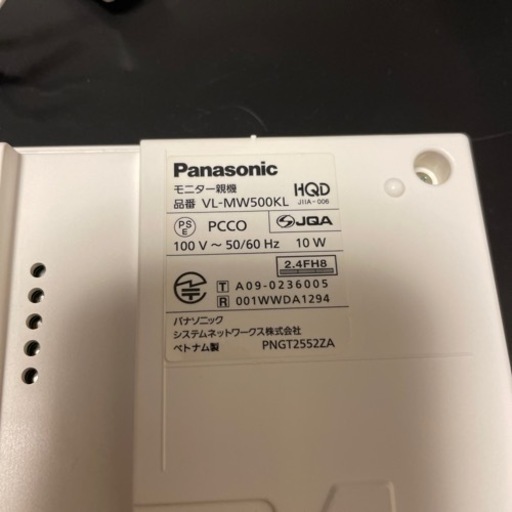 Panasonic
モニター親機 HQD
品番 VL-MW500KL JIIA-006
PS E PCCO JQA
100 V ~ 50/60 Hz 10 W
2.4FH8
T A09-0236005
R 001WWDA1294
パナソニック
システムネットワークス株式会社
ベトナム製 PNGT2552ZA